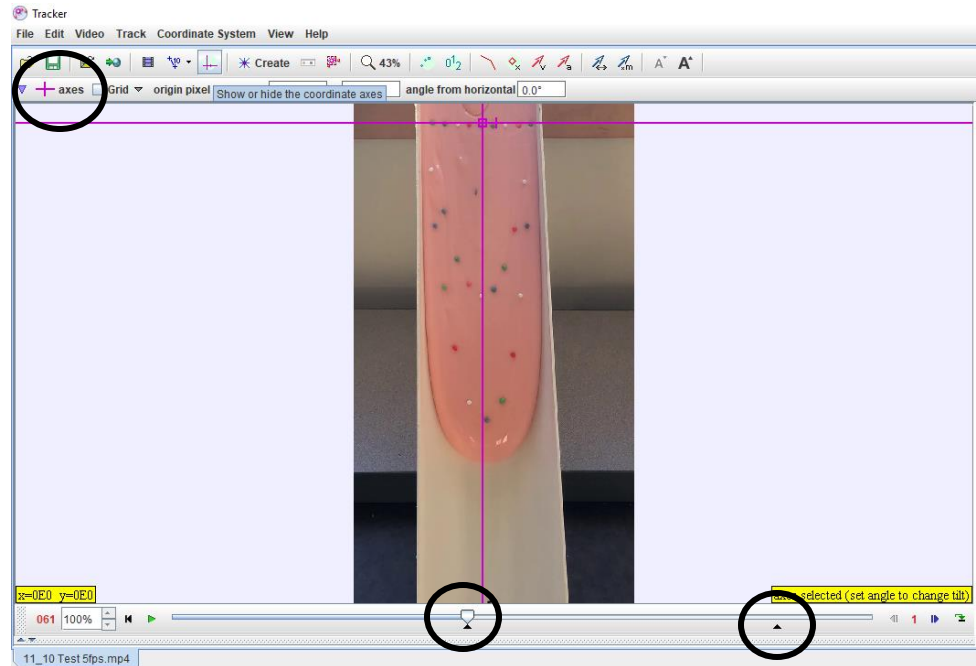 Tracker
File Edit Video Track Coordinate System View Help
Create 43% A A
axes Grid origin pixel angle from horizontal 0.0°
Show or hide the coordinate axes
x=0E0 y=0E0 axes selected (set angle to change tilt)
061 100% 1
11_10 Test 5fps.mp4